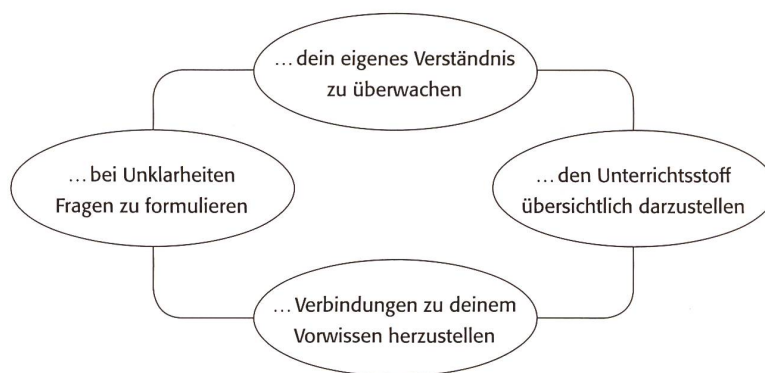 … dein eigenes Verständnis
zu überwachen
… bei Unklarheiten
Fragen zu formulieren
… den Unterrichtsstoff
übersichtlich darzustellen
… Verbindungen zu deinem
Vorwissen herzustellen